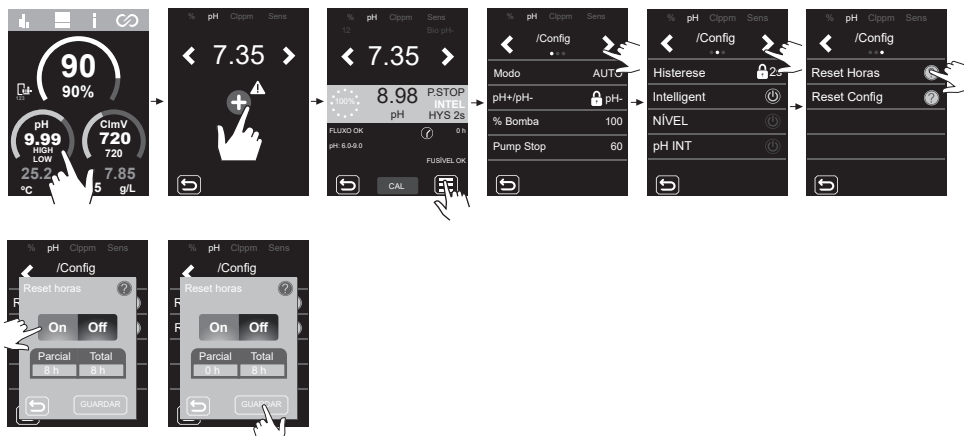 90
90%
123
pH
9.99
HIGH
LOW
ClmV
720
720
25.2
7.85
ºC
5
g/L
% pH Clppm Sens
7.35
% pH Clppm Sens
12 Bro pH-
7.35
100%
8.98
pH
P.STOP
INTEL
HYS 2s
FLUXO OK
0 h
pH: 6.0-9.0
FUSÍVEL OK
CAL
% pH Clppm Sens
/Config
Modo AUTO
pH+/pH- pH-
% Bomba 100
Pump Stop 60
% pH Clppm Sens
/Config
Histerese 2s
Intelligent
NÍVEL
pH INT
% pH Clppm Sens
/Config
Reset Horas
Reset Config ?
% pH Clppm Sens
/Config
Reset horas ?
R
R
On Off
Parcial Total
8 h 8 h
GUARDAR
% pH Clppm Sens
/Config
Reset horas ?
R
R
On Off
Parcial Total
0 h 8 h
GUARDAR